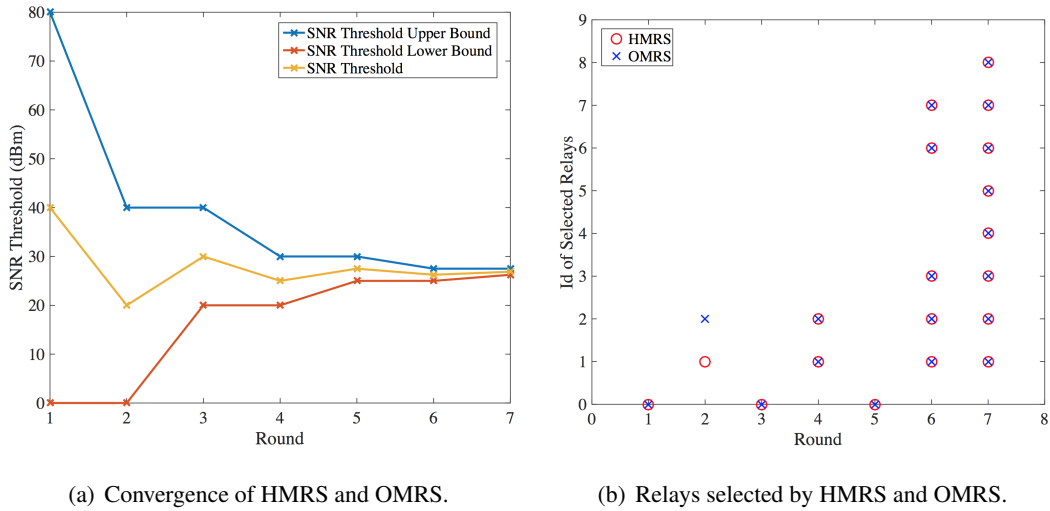 80
70
60
50
40
30
20
10
0
SNR Threshold (dBm)
SNR Threshold Upper Bound
SNR Threshold Lower Bound
SNR Threshold
1 2 3 4 5 6 7
Round
(a) Convergence of HMRS and OMRS.
9
8
7
6
5
4
3
2
1
0
Id of Selected Relays
HMRS
OMRS
0 1 2 3 4 5 6 7 8
Round
(b) Relays selected by HMRS and OMRS.